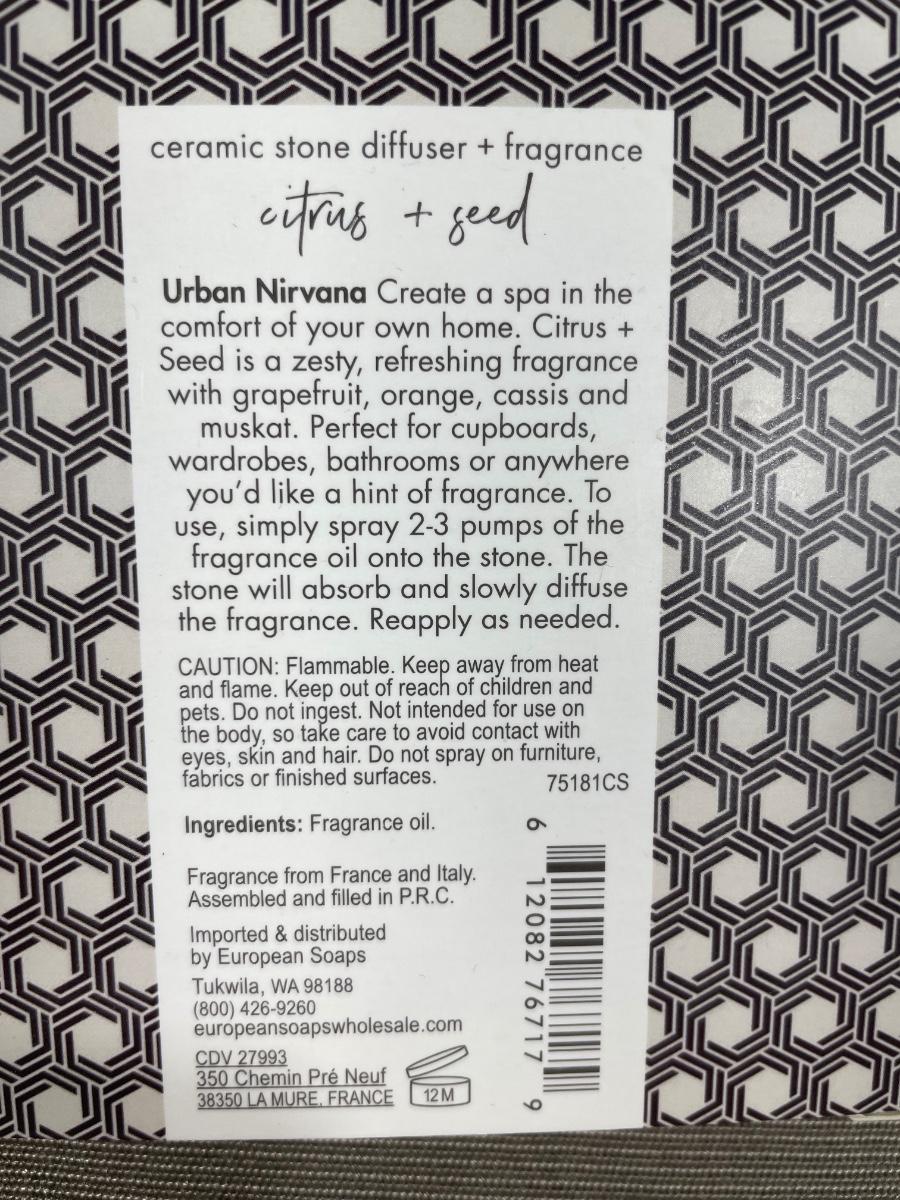 ceramic stone diffuser + fragrance
citrus + seed
Urban Nirvana Create a spa in the
comfort of your own home. Citrus +
Seed is a zesty, refreshing fragrance
with grapefruit, orange, cassis and
muskat. Perfect for cupboards,
wardrobes, bathrooms or anywhere
you'd like a hint of fragrance. To
use, simply spray 2-3 pumps of the
fragrance oil onto the stone. The
stone will absorb and slowly diffuse
the fragrance. Reapply as needed.
CAUTION: Flammable. Keep away from heat
and flame. Keep out of reach of children and
pets. Do not ingest. Not intended for use on
the body, so take care to avoid contact with
eyes, skin and hair. Do not spray on furniture,
fabrics or finished surfaces.
75181CS
Ingredients: Fragrance oil.
Fragrance from France and Italy.
Assembled and filled in P.R.C.
Imported & distributed
by European Soaps
Tukwila, WA 98188
(800) 426-9260
europeansoapswholesale.com
CDV 27993
350 Chemin Pré Neuf
38350 LA MURE, FRANCE
12M
6 12082 76717 9